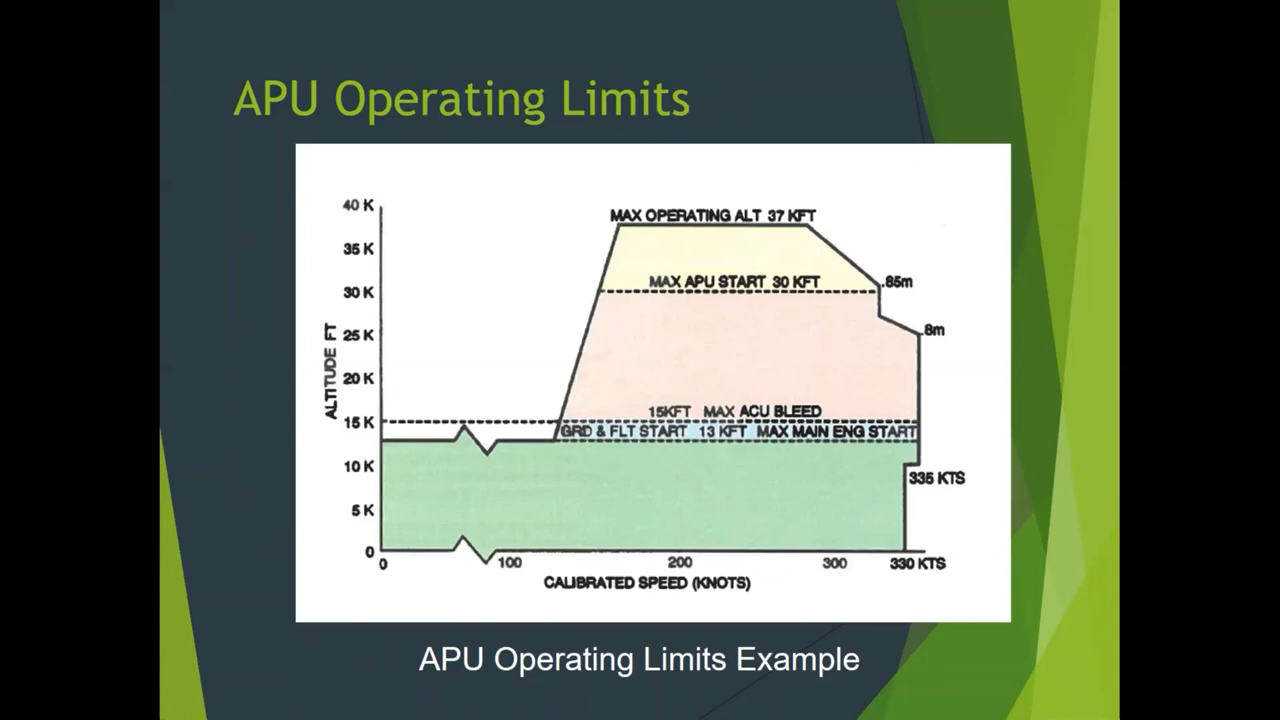 APU Operating Limits
40 K
MAX OPERATING ALT 37 KFT
35 K
MAX APU START 30 KFT
.85m
30 K
.8m
25 K
ALTITUDE FT
20 K
15KFT MAX ACU BLEED
15 K
GRD & FLT START 13 KFT MAX MAIN ENG START
10 K
335 KTS
5 K
0
0 100 200 300 330 KTS
CALIBRATED SPEED (KNOTS)
APU Operating Limits Example